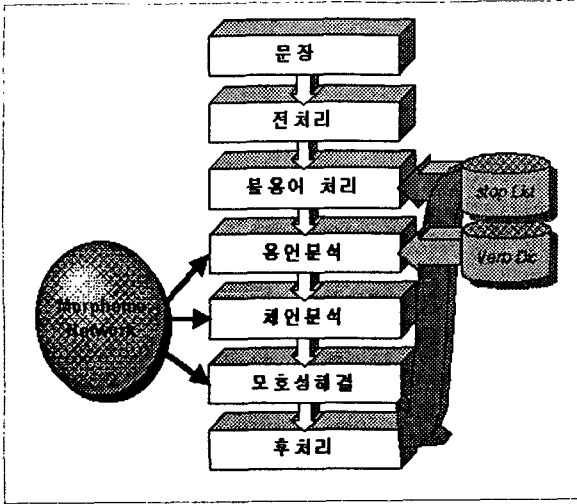 문장
전처리
불용어 처리
stop List
용언분석
Verb Dic
Morpheme
Network
체언분석
모호성해결
후처리